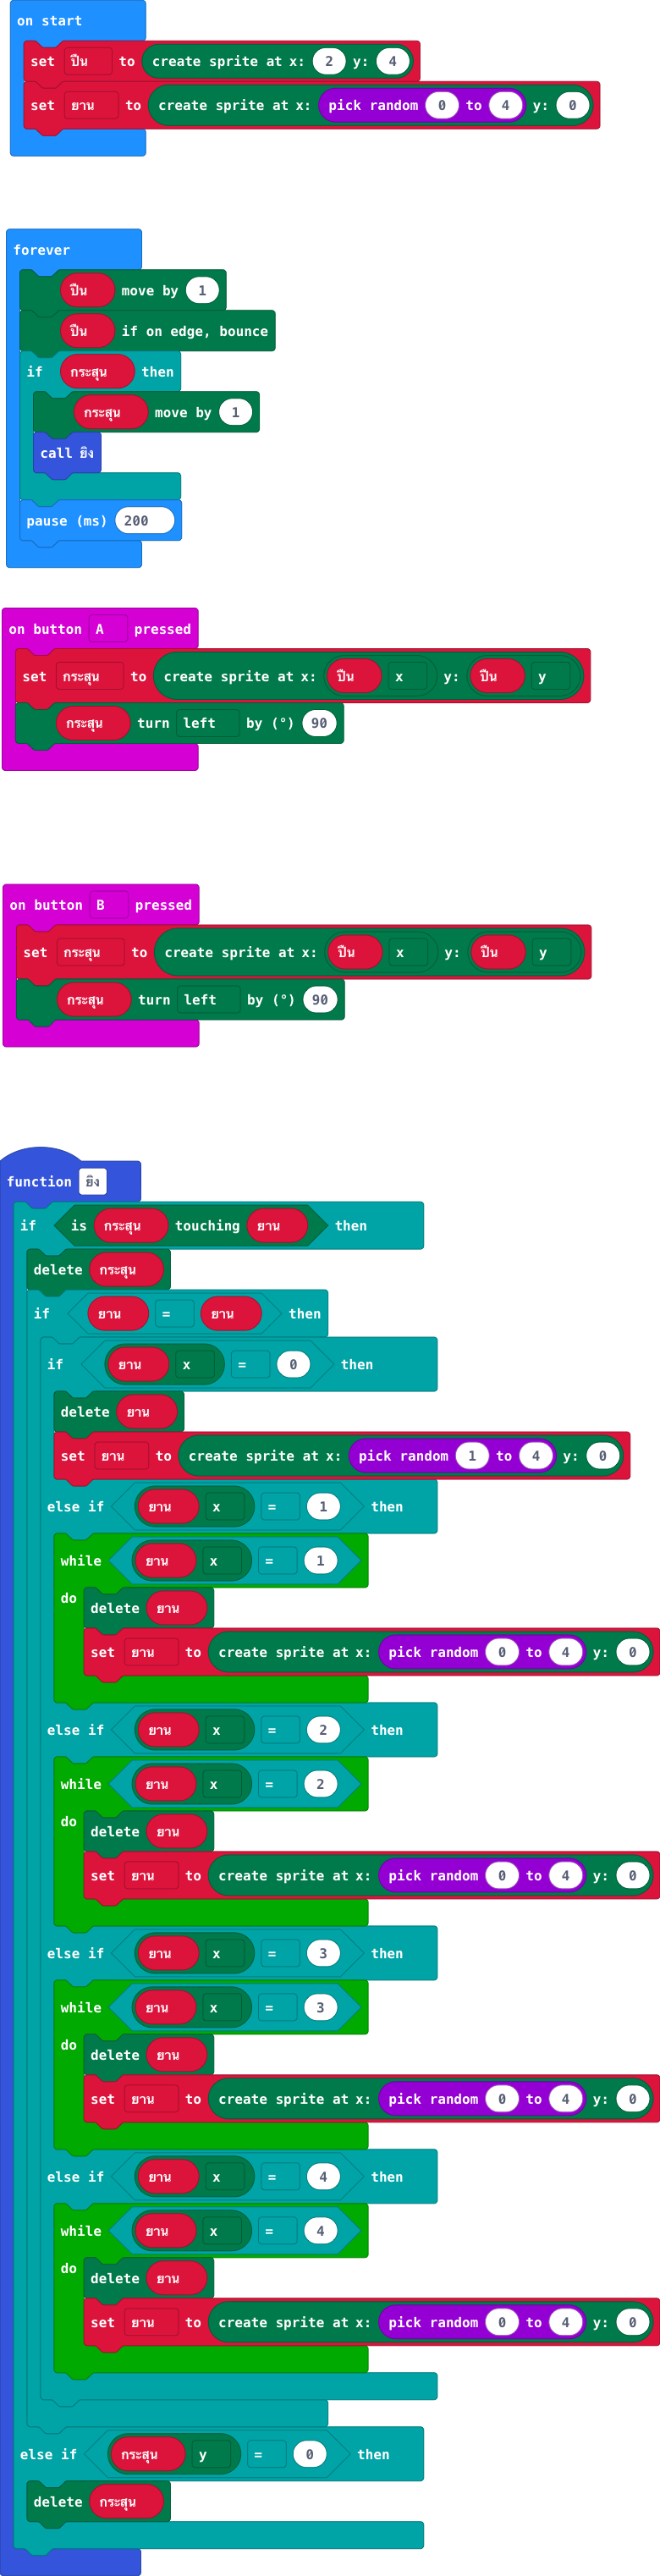 on start
set ปืน to create sprite at x: 2 y: 4
set ยาน to create sprite at x: pick random 0 to 4 y: 0
forever
ปืน move by 1
ปืน if on edge, bounce
if กระสุน then
กระสุน move by 1
call ยิง
pause (ms) 200
on button A pressed
set กระสุน to create sprite at x: ปืน x y: ปืน y
กระสุน turn left by (°) 90
on button B pressed
set กระสุน to create sprite at x: ปืน x y: ปืน y
กระสุน turn left by (°) 90
function ยิง
if is กระสุน touching ยาน then
delete กระสุน
if ยาน = ยาน then
if ยาน x = 0 then
delete ยาน
set ยาน to create sprite at x: pick random 1 to 4 y: 0
else if ยาน x = 1 then
while ยาน x = 1
do delete ยาน
set ยาน to create sprite at x: pick random 0 to 4 y: 0
else if ยาน x = 2 then
while ยาน x = 2
do delete ยาน
set ยาน to create sprite at x: pick random 0 to 4 y: 0
else if ยาน x = 3 then
while ยาน x = 3
do delete ยาน
set ยาน to create sprite at x: pick random 0 to 4 y: 0
else if ยาน x = 4 then
while ยาน x = 4
do delete ยาน
set ยาน to create sprite at x: pick random 0 to 4 y: 0
else if กระสุน y = 0 then
delete กระสุน